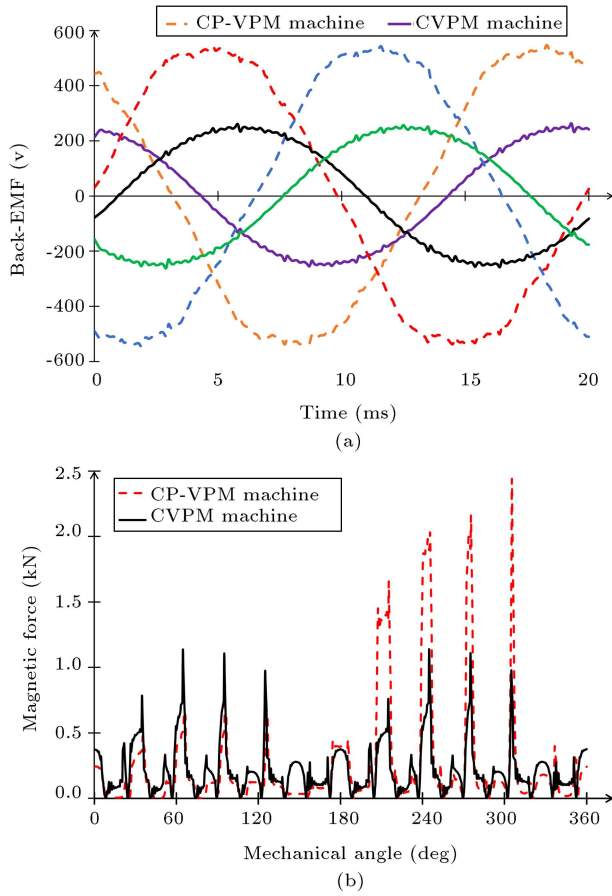 CP-VPM machine CVPM machine
600
400
200
0
-200
-400
-600
Back-EMF (v)
0 5 10 15 20
Time (ms)
(a)
2.5
2.0
1.5
1.0
0.5
0.0
Magnetic force (kN)
CP-VPM machine
CVPM machine
0 60 120 180 240 300 360
Mechanical angle (deg)
(b)